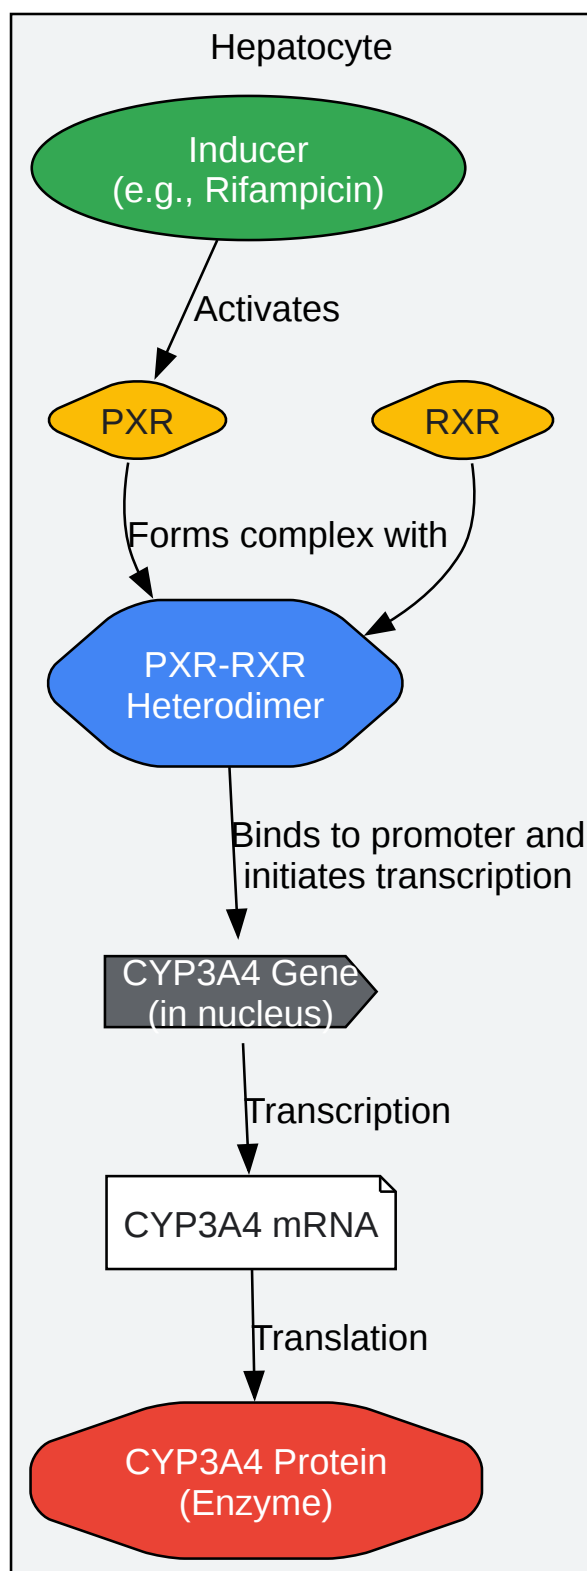 Hepatocyte
Inducer
(e.g., Rifampicin)
Activates
PXR
RXR
Forms complex with
PXR-RXR
Heterodimer
Binds to promoter and
initiates transcription
CYP3A4 Gene
(in nucleus)
Transcription
CYP3A4 mRNA
Translation
CYP3A4 Protein
(Enzyme)